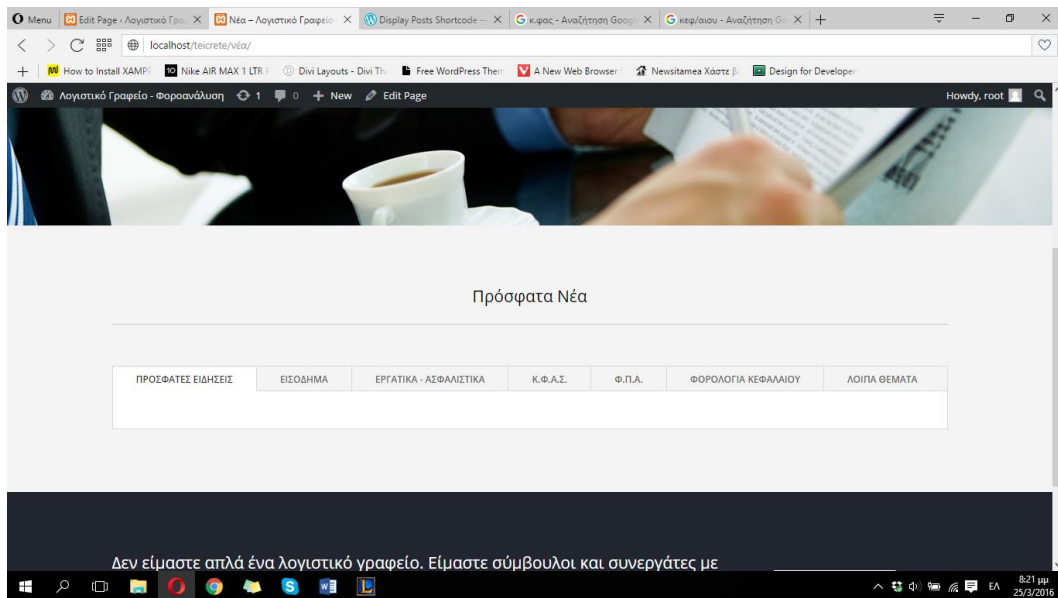 Menu Edit Page ‹ Λογιστικό Γρα Νέα – Λογιστικό Γραφείο Display Posts Shortcode — κ.φας - Αναζήτηση Goog κεφ/αιου - Αναζήτηση Go
localhost/teicrete/νέα/
How to Install XAMPP Nike AIR MAX 1 LTR Divi Layouts - Divi Th Free WordPress Them A New Web Browser Newsitamea Χάστε β Design for Developer
Λογιστικό Γραφείο - Φοροανάλυση 1 0 New Edit Page Howdy, root
Πρόσφατα Νέα
ΠΡΟΣΦΑΤΕΣ ΕΙΔΗΣΕΙΣ ΕΙΣΟΔΗΜΑ ΕΡΓΑΤΙΚΑ - ΑΣΦΑΛΙΣΤΙΚΑ Κ.Φ.Α.Σ. Φ.Π.Α. ΦΟΡΟΛΟΓΙΑ ΚΕΦΑΛΑΙΟΥ ΛΟΙΠΑ ΘΕΜΑΤΑ
Δεν είμαστε απλά ένα λογιστικό γραφείο. Είμαστε σύμβουλοι και συνεργάτες με
ΕΛ 8:21 μμ
25/3/2016